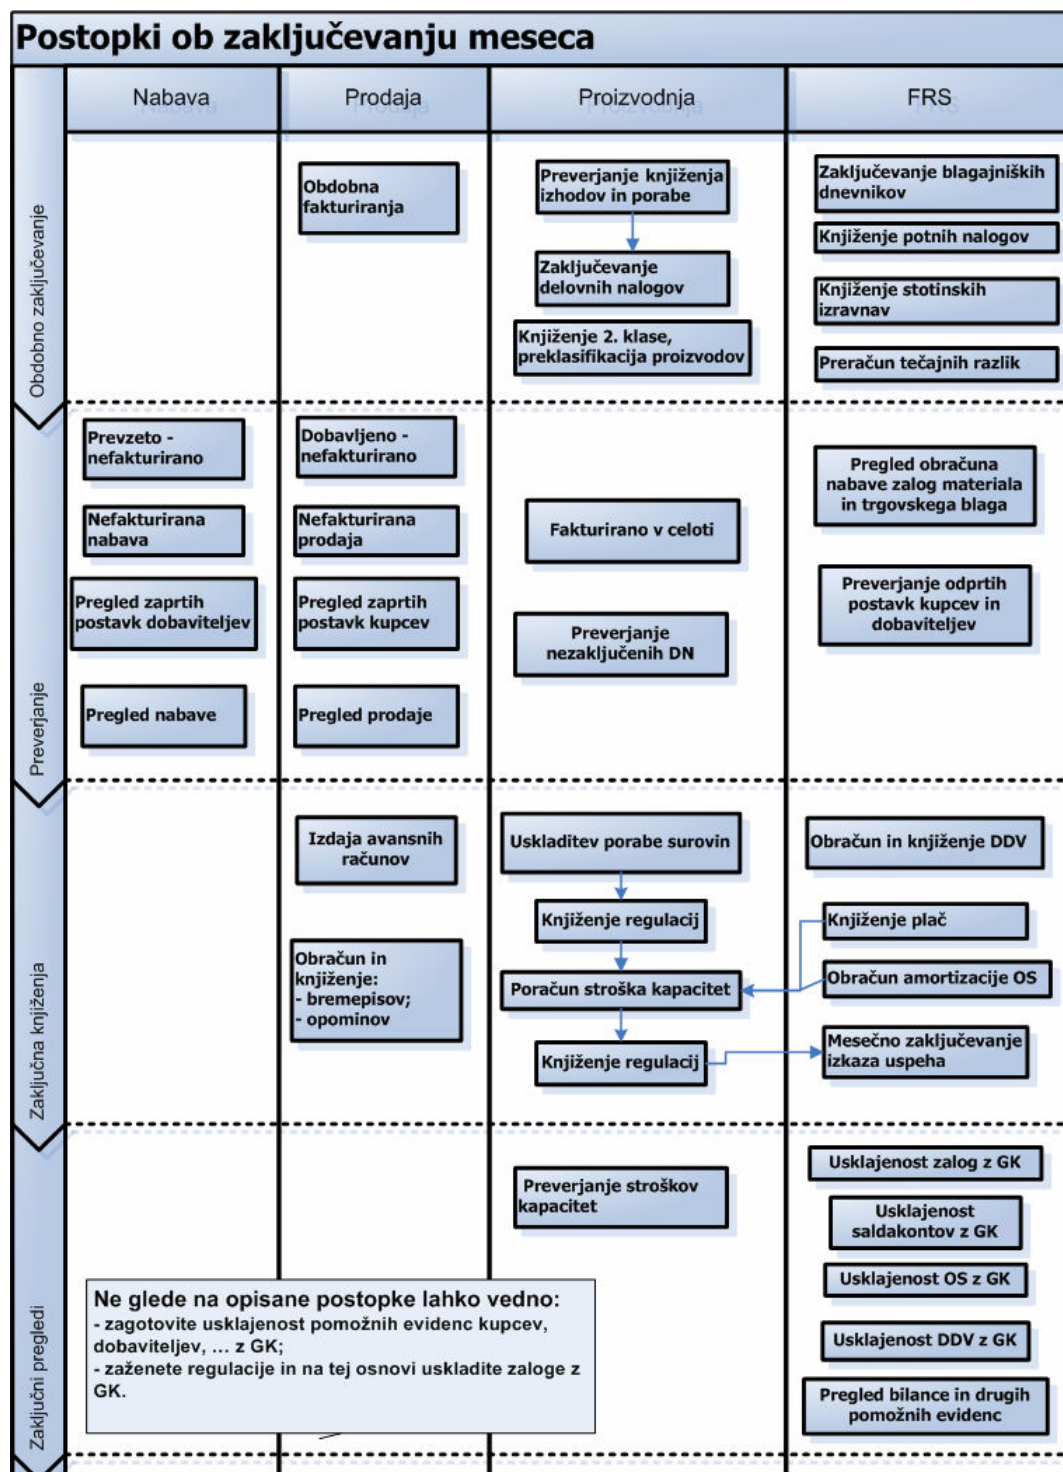 Postopki ob zaključevanju meseca
Nabava
Prodaja
Proizvodnja
FRS
Obdobno zaključevanje
Obdobna
fakturiranja
Preverjanje knjiženja
izhodov in porabe
Zaključevanje
delovnih nalogov
Knjiženje 2. klase,
preklasifikacija proizvodov
Zaključevanje blagajniških
dnevnikov
Knjiženje potnih nalogov
Knjiženje stotinskih
izravnav
Preračun tečajnih razlik
Preverjanje
Prevzeto -
nefakturirano
Nefakturirana
nabava
Pregled zaprtih
postavk dobaviteljev
Pregled nabave
Dobavljeno -
nefakturirano
Nefakturirana
prodaja
Pregled zaprtih
postavk kupcev
Pregled prodaje
Fakturirano v celoti
Preverjanje
nezaključenih DN
Pregled obračuna
nabave zalog materiala
in trgovskega blaga
Preverjanje odprtih
postavk kupcev in
dobaviteljev
Zaključna knjiženja
Izdaja avansnih
računov
Obračun in
knjiženje:
- bremepisov;
- opominov
Uskladitev porabe surovin
Knjiženje regulacij
Poračun stroška kapacitet
Knjiženje regulacij
Obračun in knjiženje DDV
Knjiženje plač
Obračun amortizacije OS
Mesečno zaključevanje
izkaza uspeha
Zaključni pregledi
Preverjanje stroškov
kapacitet
Usklajenost zalog z GK
Usklajenost
saldakontov z GK
Usklajenost OS z GK
Usklajenost DDV z GK
Pregled bilance in drugih
pomožnih evidenc
Ne glede na opisane postopke lahko vedno:
- zagotovite usklajenost pomožnih evidenc kupcev,
dobaviteljev, ... z GK;
- zaženete regulacije in na tej osnovi uskladite zaloge z
GK.